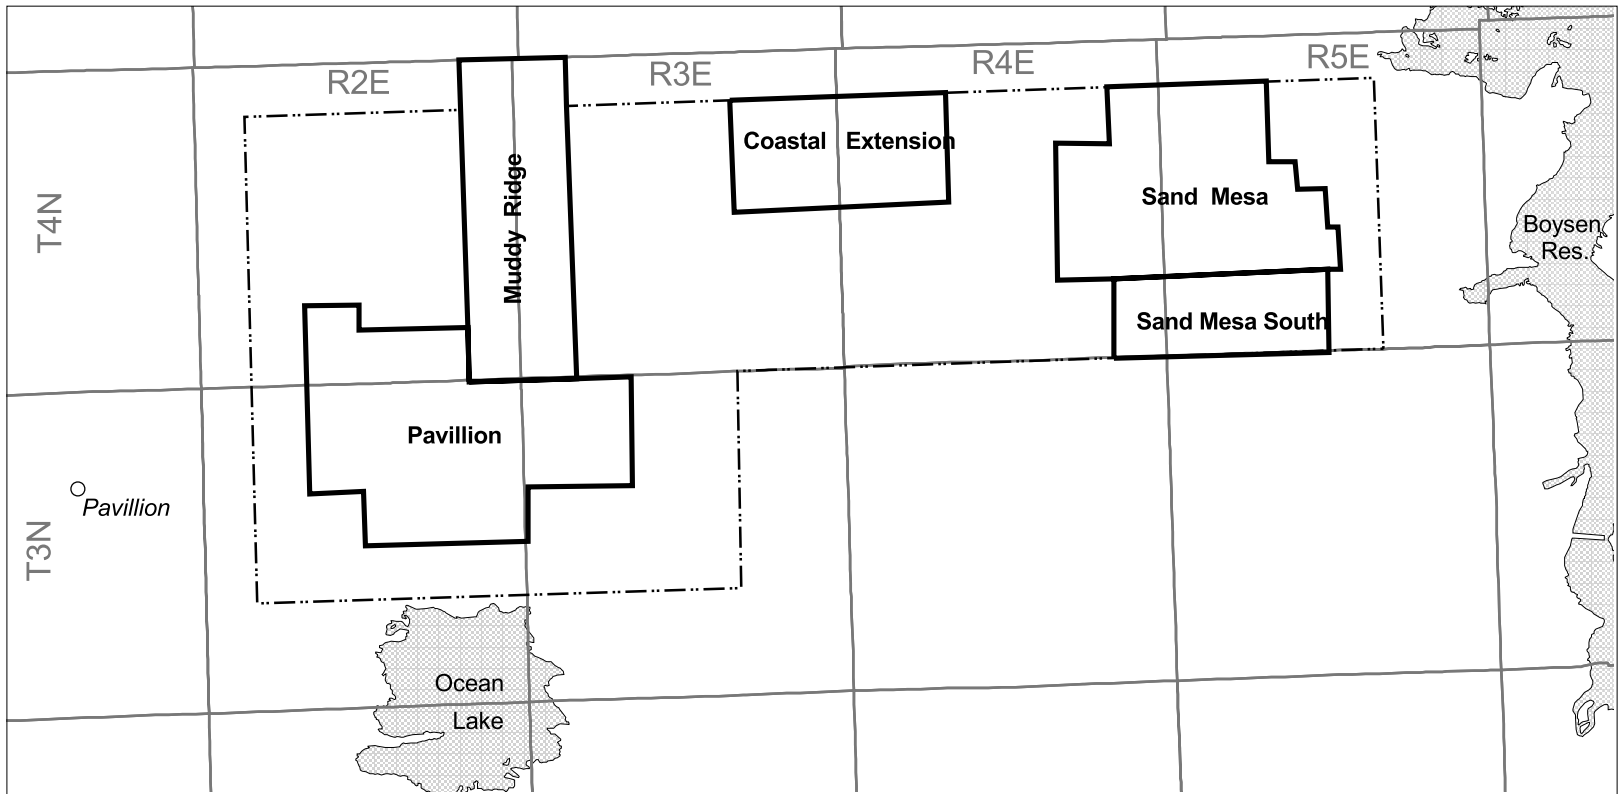 R2E
R3E
R4E
R5E
T4N
Muddy Ridge
Coastal Extension
Sand Mesa
Boysen
Res.
Sand Mesa South
Pavillion
Pavillion
T3N
Ocean
Lake